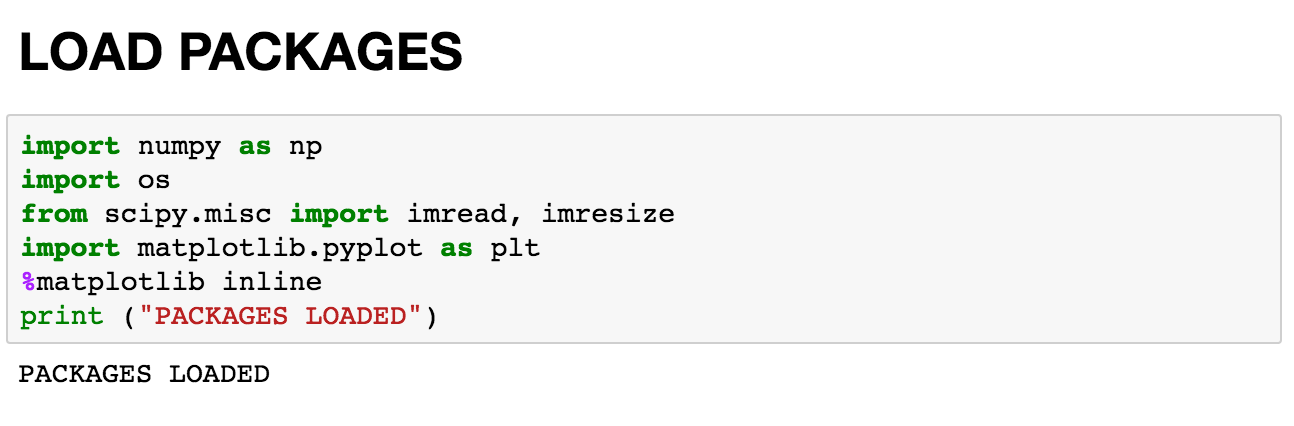 LOAD PACKAGES
import numpy as np
import os
from scipy.misc import imread, imresize
import matplotlib.pyplot as plt
%matplotlib inline
print ("PACKAGES LOADED")
PACKAGES LOADED